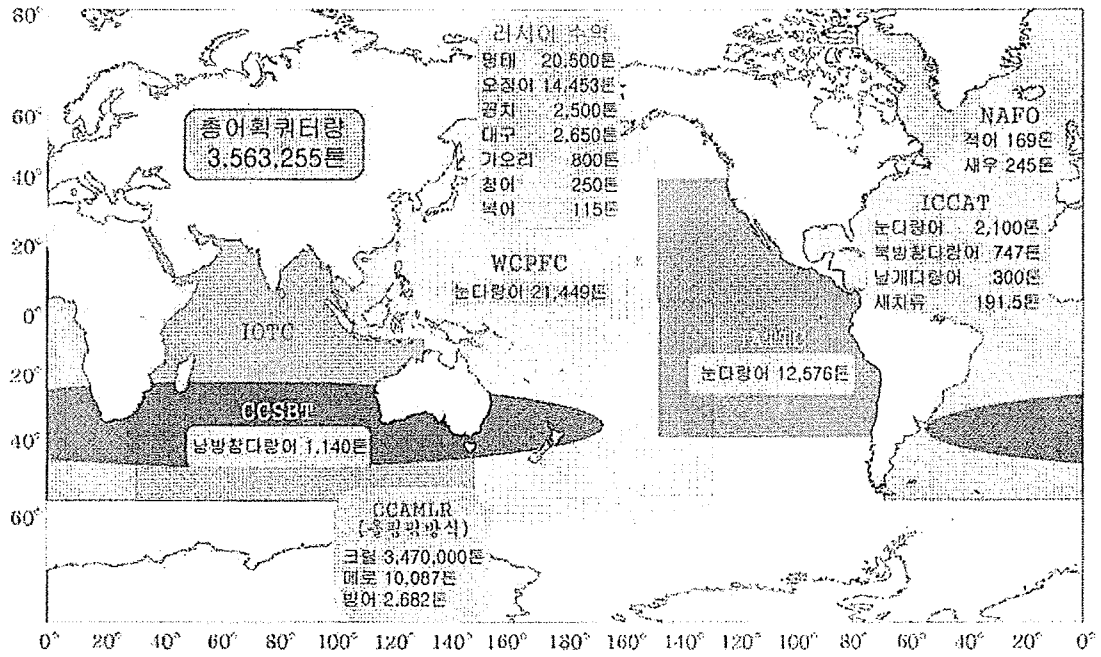 80°
60°
40°
20°
0°
20°
40°
60°
총어획쿼터량
3,563,255톤
러시아 수역
명태 20,500톤
오징어 14,453톤
꽁치 2,500톤
대구 2,650톤
가오리 800톤
청어 250톤
복어 115톤
NAFO
적어 169톤
새우 245톤
ICCAT
눈다랑어 2,100톤
북방참다랑어 747톤
날개다랑어 300톤
새치류 191.5톤
WCPFC
눈다랑어 21,449톤
IOTC
눈다랑어 12,576톤
CCSBT
남방참다랑어 1,140톤
CCAMLR
(올림픽방식)
크릴 3,470,000톤
메로 10,087톤
빙어 2,682톤
0° 20° 40° 60° 80° 100° 120° 140° 160° 180° 160° 140° 120° 100° 80° 60° 40° 20° 0°